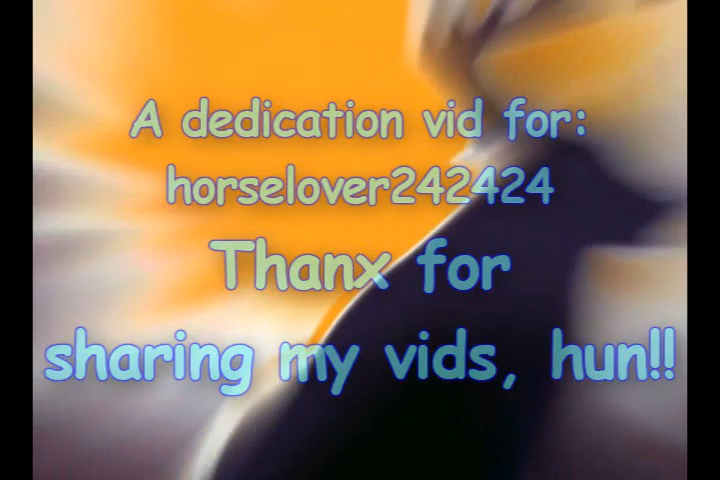 A dedication vid for:
horselover242424
Thanx for
sharing my vids, hun!!